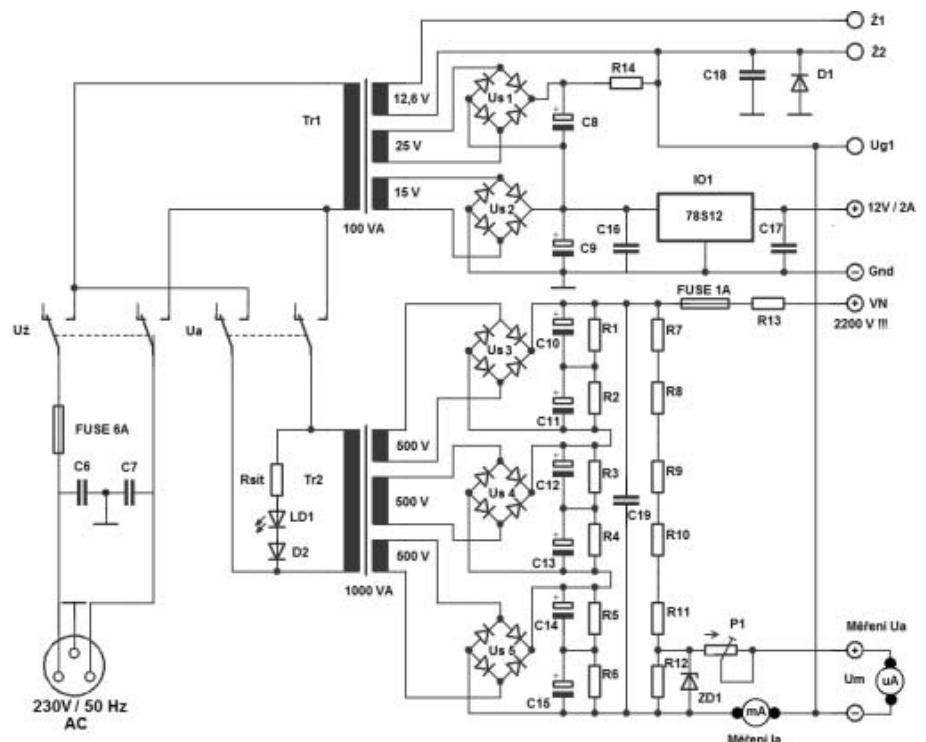 Ž1
Ž2
R14
C18
D1
12,6 V
Us1
Tr1
C8
25 V
Ug1
IO1
15 V
78S12
12V / 2A
Us2
C16
C17
100 VA
C9
Gnd
FUSE 1A
VN
Už
Ua
R13
2200 V !!!
C10
R1
R7
Us 3
R2
R8
C11
FUSE 6A
500 V
C6
C7
Rsit
Tr2
C12
R3
R9
LD1
500 V
Us 4
C19
R4
R10
D2
C13
500 V
1000 VA
C14
R5
R11
P1
Měření Ua
Us 5
R6
R12
Um
uA
C15
ZD1
mA
230V / 50 Hz
AC
Měření Ia